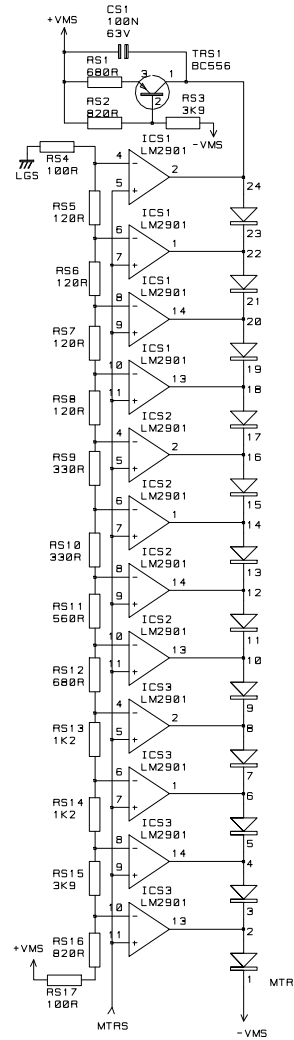 CS1
+VMS
100N
63V
TRS1
BC556
RS1
680R
3
1
2
RS2
820R
RS3
3K9
-VMS
RS4
100R
LGS
ICS1
LM2901
4
2
5
24
RS5
120R
23
ICS1
LM2901
6
1
22
7
RS6
120R
21
ICS1
LM2901
8
14
20
9
RS7
120R
19
ICS1
LM2901
10
13
18
11
RS8
120R
17
ICS2
LM2901
4
2
16
5
RS9
330R
15
ICS2
LM2901
6
1
14
7
RS10
330R
13
ICS2
LM2901
8
14
12
9
RS11
560R
11
ICS2
LM2901
10
13
10
11
RS12
680R
9
ICS3
LM2901
4
2
8
5
RS13
1K2
7
ICS3
LM2901
6
1
6
7
RS14
1K2
5
ICS3
LM2901
8
14
4
9
RS15
3K9
3
ICS3
LM2901
10
13
2
11
RS16
820R
+VMS
1
MTR
RS17
100R
MTRS
-VMS